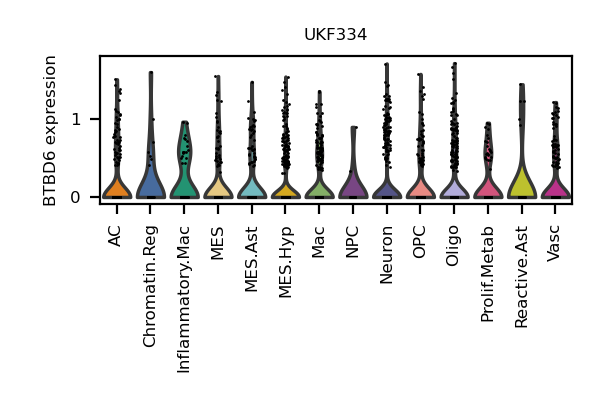 UKF334
BTBD6 expression
1
0
AC
Chromatin.Reg
Inflammatory.Mac
MES
MES.Ast
MES.Hyp
Mac
NPC
Neuron
OPC
Oligo
Prolif.Metab
Reactive.Ast
Vasc